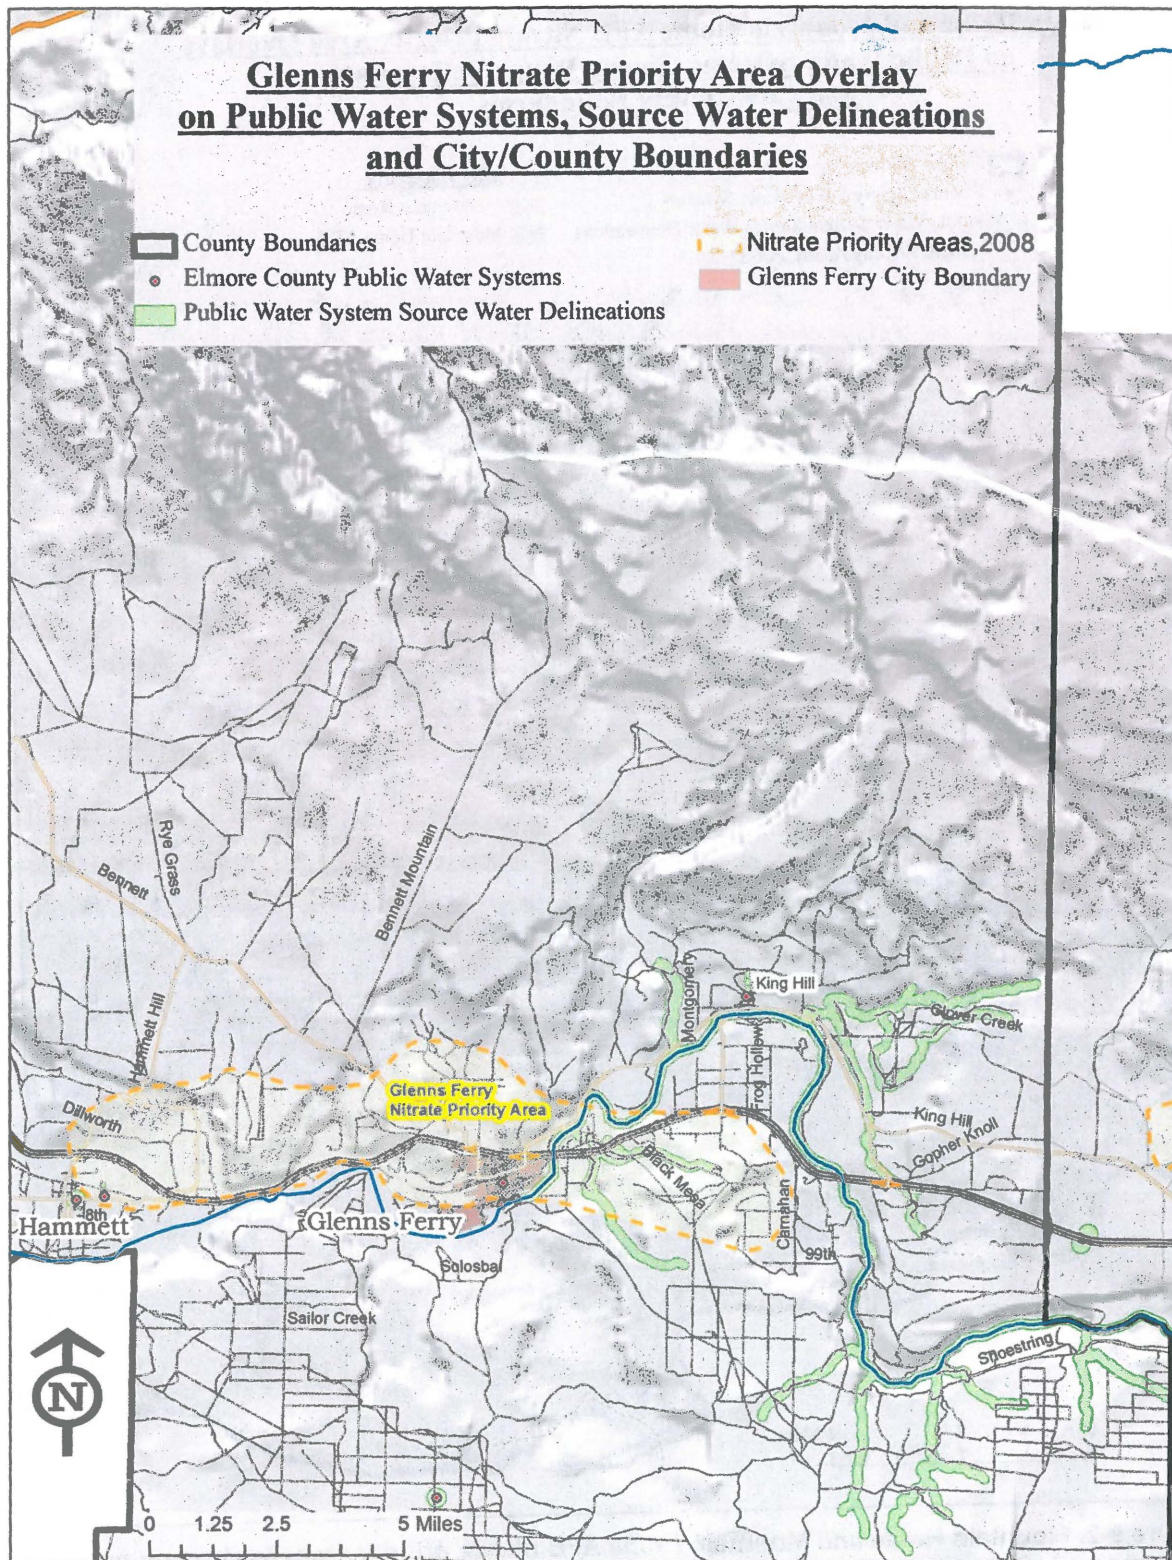 Glenns Ferry Nitrate Priority Area Overlay
on Public Water Systems, Source Water Delineations
and City/County Boundaries
County Boundaries
Nitrate Priority Areas, 2008
Elmore County Public Water Systems
Glenns Ferry City Boundary
Public Water System Source Water Delineations
Rye Grass
Bennett
Bennett Mountain
Hammett Hill
Montgomery
King Hill
Clover Creek
Frog Hollow
Glenns Ferry
Nitrate Priority Area
Dillworth
King Hill
Gopher Knoll
Black Mesa
Carnahan
8th
Hammett
Glenns Ferry
99th
Solosbal
Sailor Creek
Shoestring
N
0 1.25 2.5 5 Miles